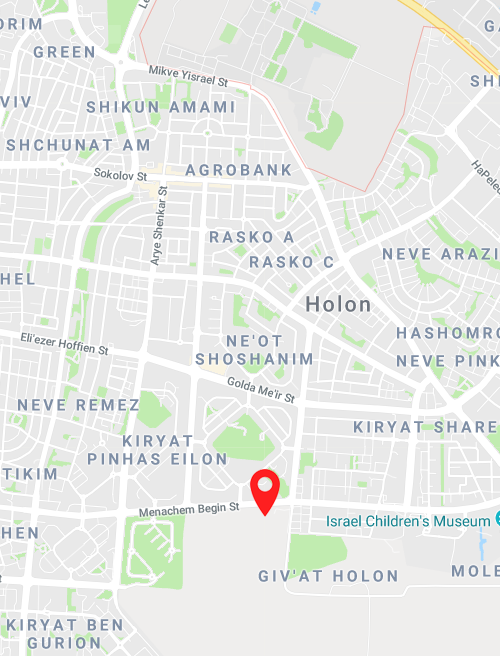 ORIM
GREEN
Mikve Yisrael St
SHI
VIV
SHIKUN AMAMI
SHCHUNAT AM
Sokolov St
AGROBANK
HaPeled
Arye Shenkar St
RASKO A
RASKO C
NEVE ARAZI
HEL
Holon
Eli'ezer Hoffien St
NE'OT
SHOSHANIM
HASHOMRO
NEVE PINK
Golda Me'ir St
NEVE REMEZ
KIRYAT SHARE
KIRYAT
PINHAS EILON
TIKIM
Menachem Begin St
Israel Children's Museum
HEN
GIV'AT HOLON
MOLE
KIRYAT BEN
GURION